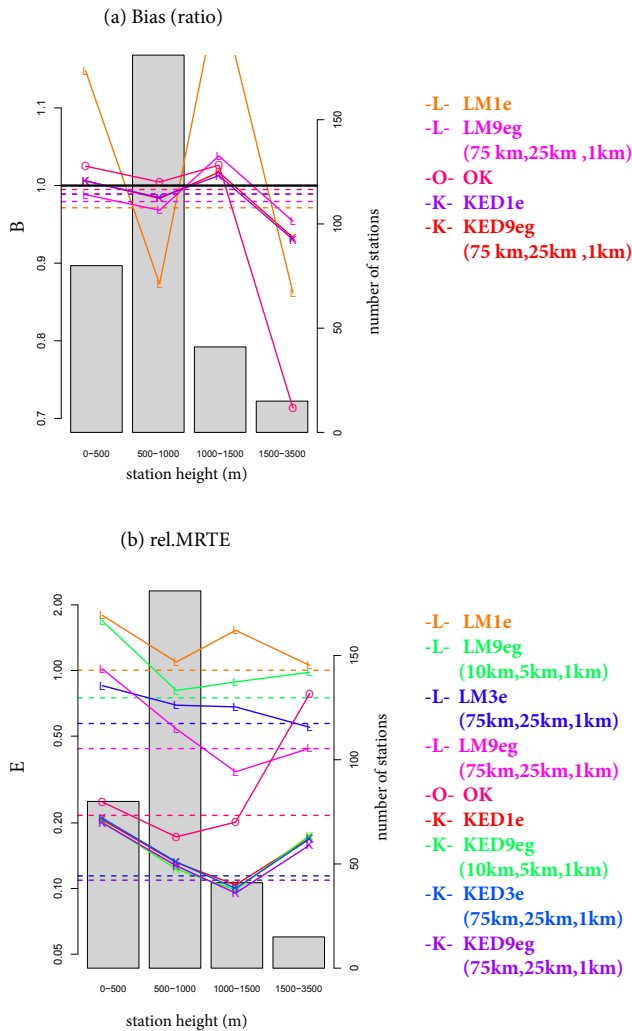 (a) Bias (ratio)
1.1
1.0
0.9
0.8
0.7
B
150
100
50
0
number of stations
0−500
500−1000
1000−1500
1500−3500
station height (m)
-L- LM1e
-L- LM9eg
(75 km,25km ,1km)
-O- OK
-K- KED1e
-K- KED9eg
(75 km,25km ,1km)
(b) rel.MRTE
2.00
1.00
0.50
0.20
0.10
0.05
E
150
100
50
0
number of stations
0−500
500−1000
1000−1500
1500−3500
station height (m)
-L- LM1e
-L- LM9eg
(10km,5km,1km)
-L- LM3e
(75km,25km,1km)
-L- LM9eg
(75km,25km,1km)
-O- OK
-K- KED1e
-K- KED9eg
(10km,5km,1km)
-K- KED3e
(75km,25km,1km)
-K- KED9eg
(75km,25km,1km)